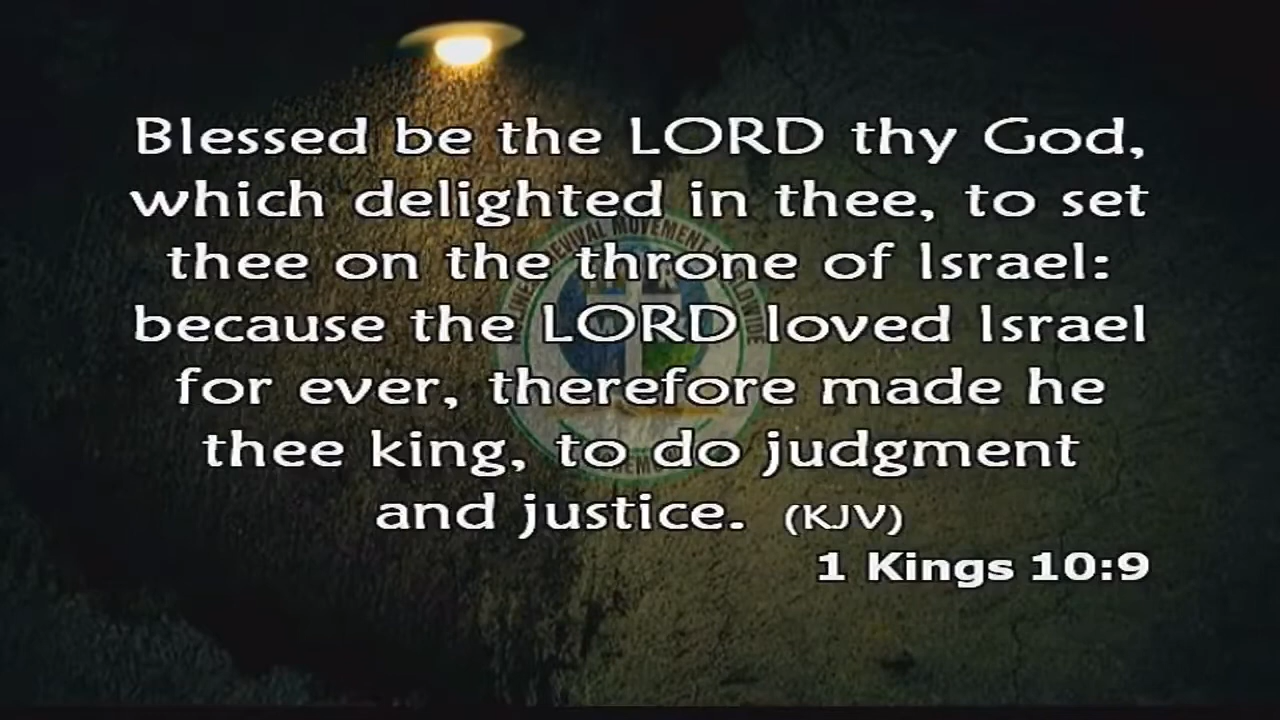 Blessed be the LORD thy God,
which delighted in thee, to set
thee on the throne of Israel:
because the LORD loved Israel
for ever, therefore made he
thee king, to do judgment
and justice. (KJV)
1 Kings 10:9
REVIVAL MOVEMENT